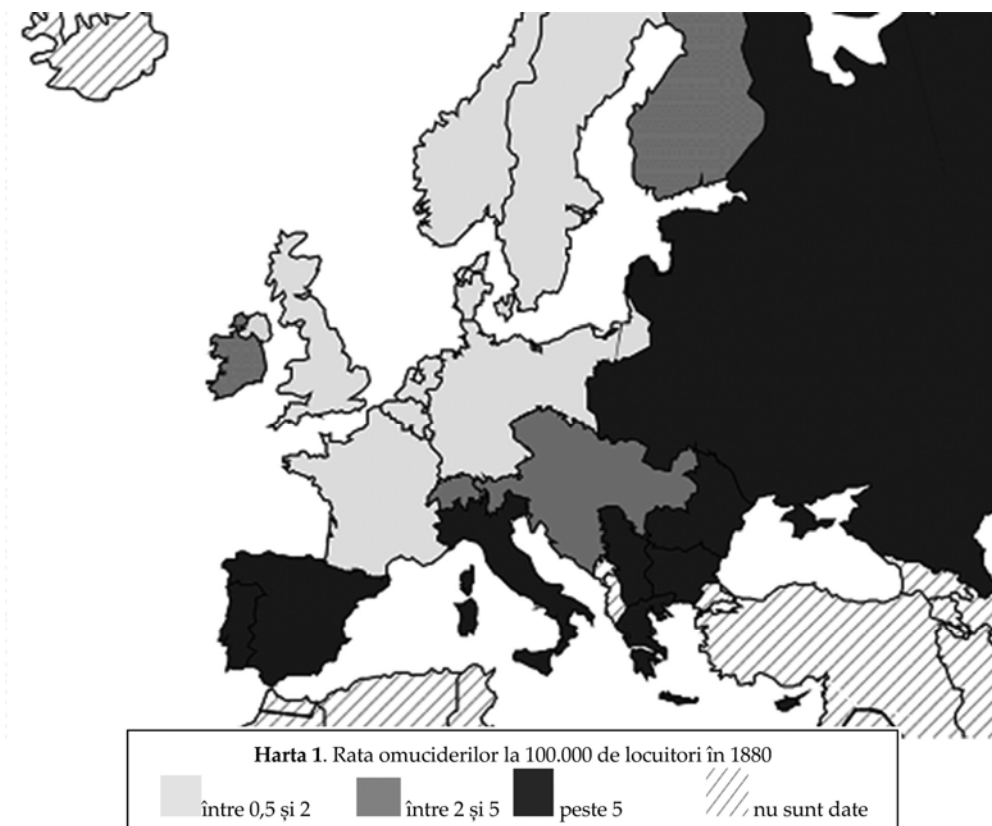 Harta 1. Rata omuciderilor la 100.000 de locuitori în 1880
între 0,5 și 2 între 2 și 5 peste 5 nu sunt date